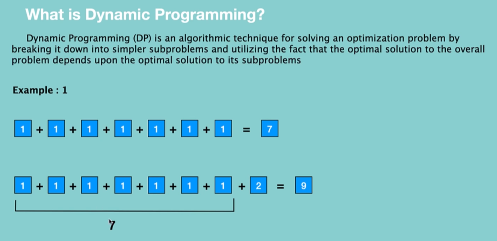 What is Dynamic Programming?
Dynamic Programming (DP) is an algorithmic technique for solving an optimization problem by
breaking it down into simpler subproblems and utilizing the fact that the optimal solution to the overall
problem depends upon the optimal solution to its subproblems
Example : 1
1 + 1 + 1 + 1 + 1 + 1 + 1 = 7
1 + 1 + 1 + 1 + 1 + 1 + 1 + 2 = 9
7